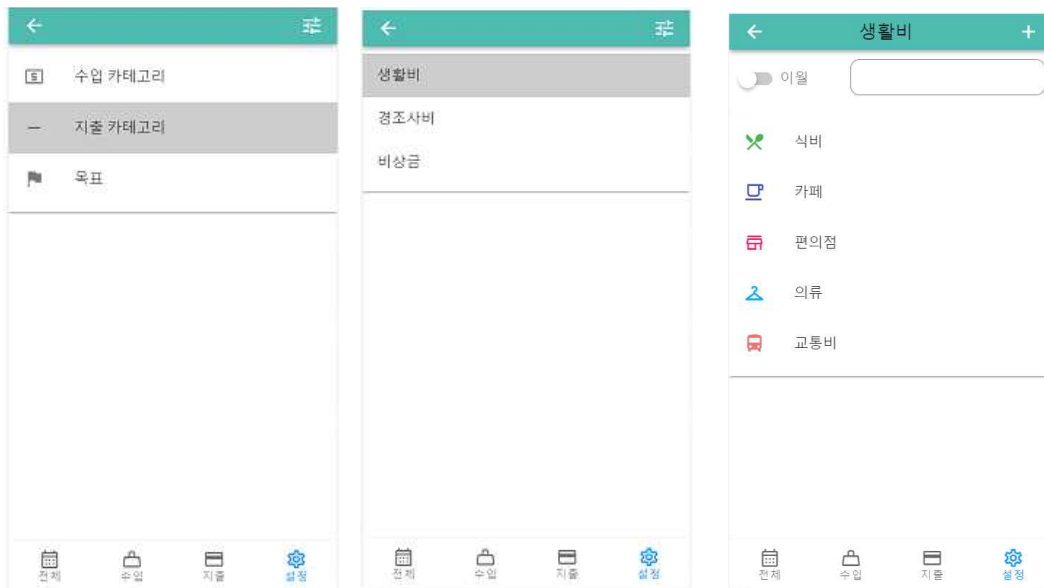 수입 카테고리
지출 카테고리
목표
전체 수입 지출 설정
생활비
경조사비
비상금
전체 수입 지출 설정
생활비
이월
식비
카페
편의점
의류
교통비
전체 수입 지출 설정